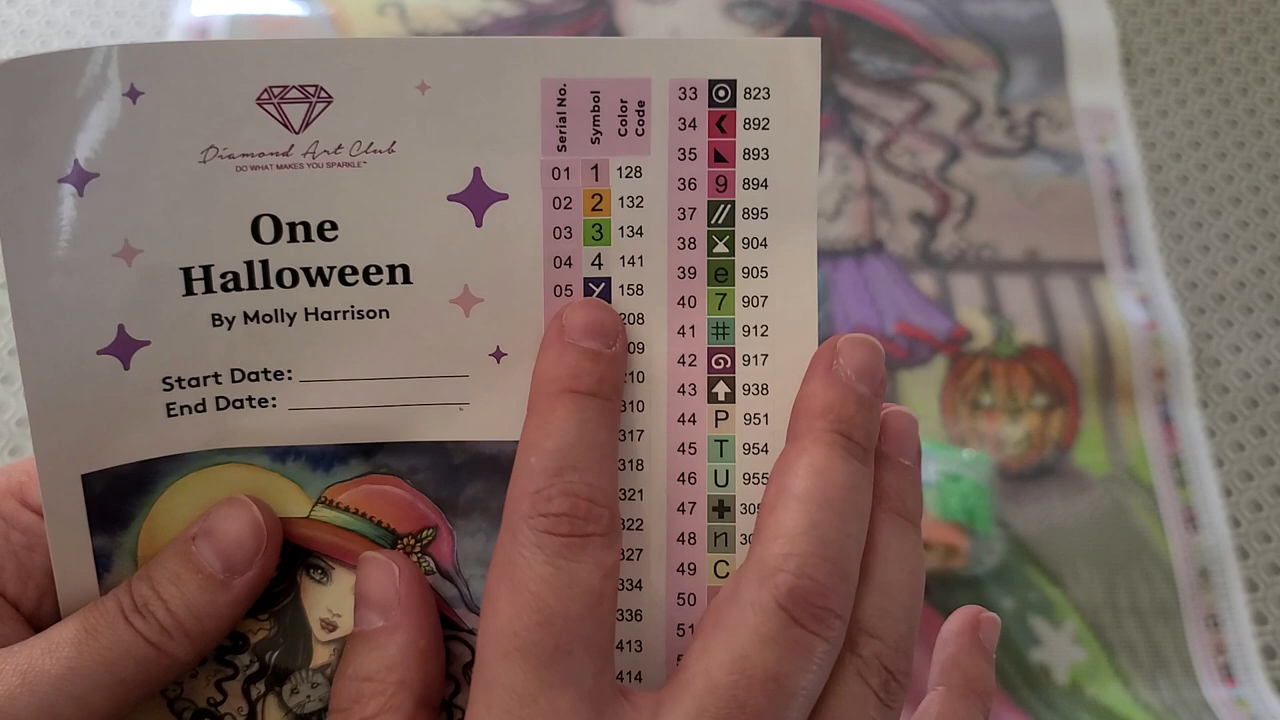 Diamond Art Club
DO WHAT MAKES YOU SPARKLE™
One
Halloween
By Molly Harrison
Start Date:
End Date:
Serial No. Symbol Color Code
01 1 128
02 2 132
03 3 134
04 4 141
05 Y 158
208
310
317
318
321
322
327
334
336
413
414
33 823
34 892
35 893
36 9 894
37 // 895
38 904
39 e 905
40 7 907
41 # 912
42 917
43 938
44 P 951
45 T 954
46 U 955
47 + 
48 n
49 C
50
51